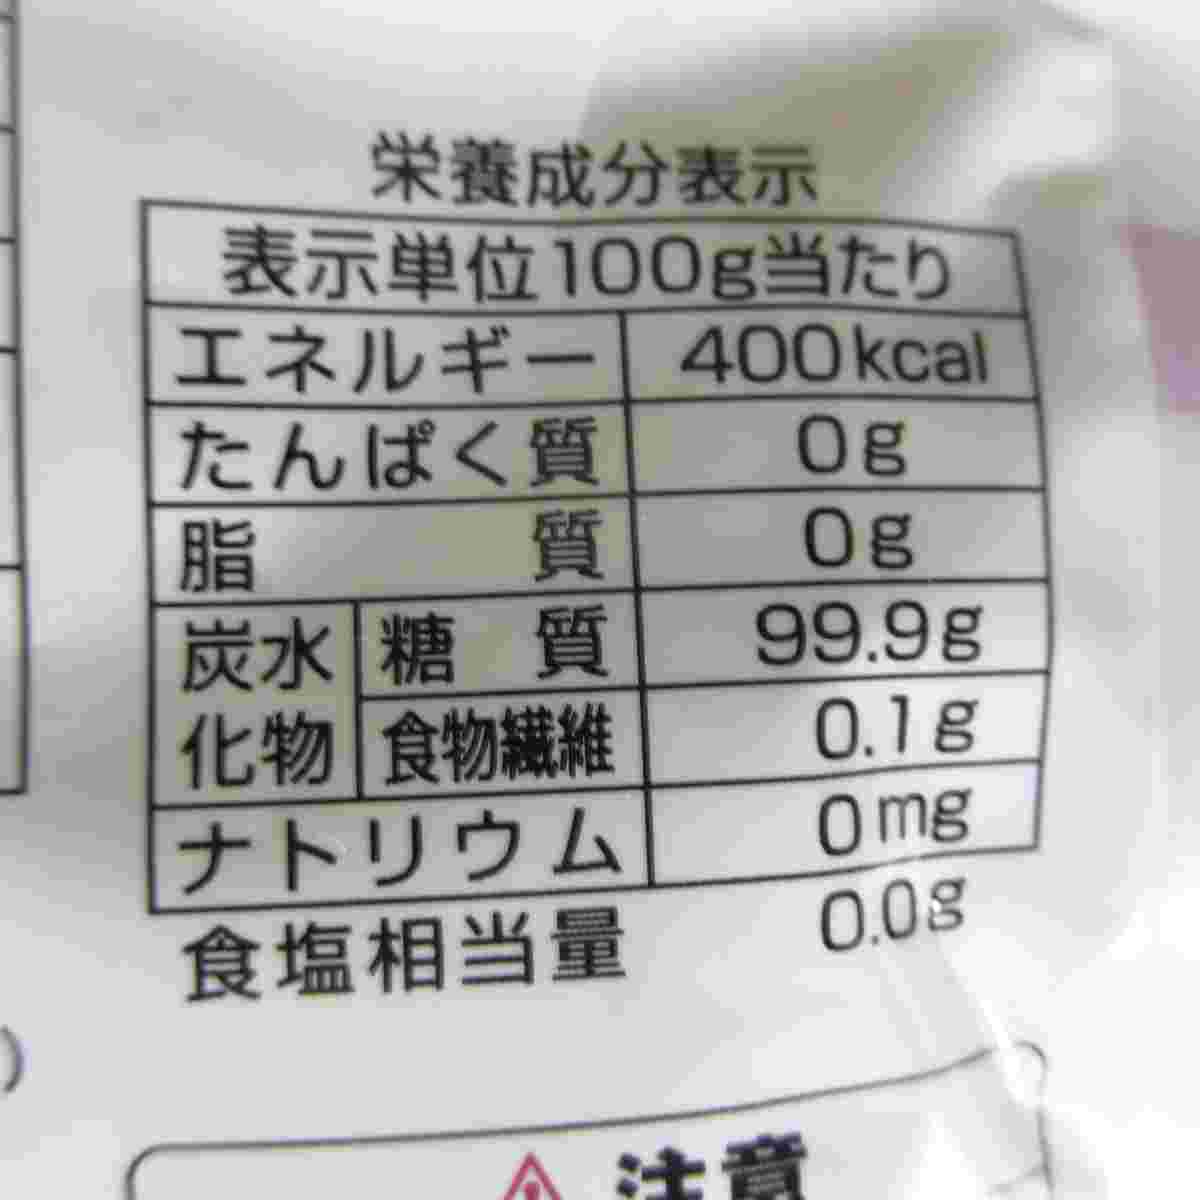 栄養成分表示
表示単位100g当たり
エネルギー 400kcal
たんぱく質 0g
脂質 0g
炭水化物 糖質 99.9g
食物繊維 0.1g
ナトリウム 0mg
食塩相当量 0.0g
注意